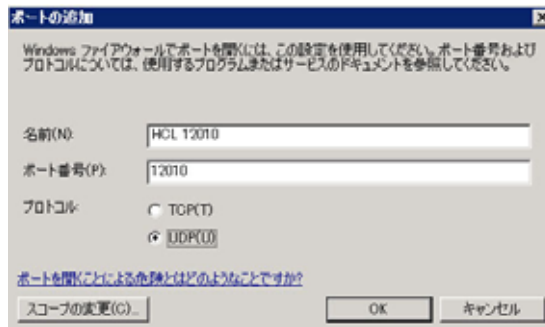 ポートの追加
Windows ファイアウォールでポートを開くには、この設定を使用してください。ポート番号および
プロトコルについては、使用するプログラムまたはサービスのドキュメントを参照してください。
名前(N): HCL 12010
ポート番号(P): 12010
プロトコル: TCP(T)
UDP(U)
ポートを開くことによる危険とはどのようなことですか?
スコープの変更(C)... OK キャンセル